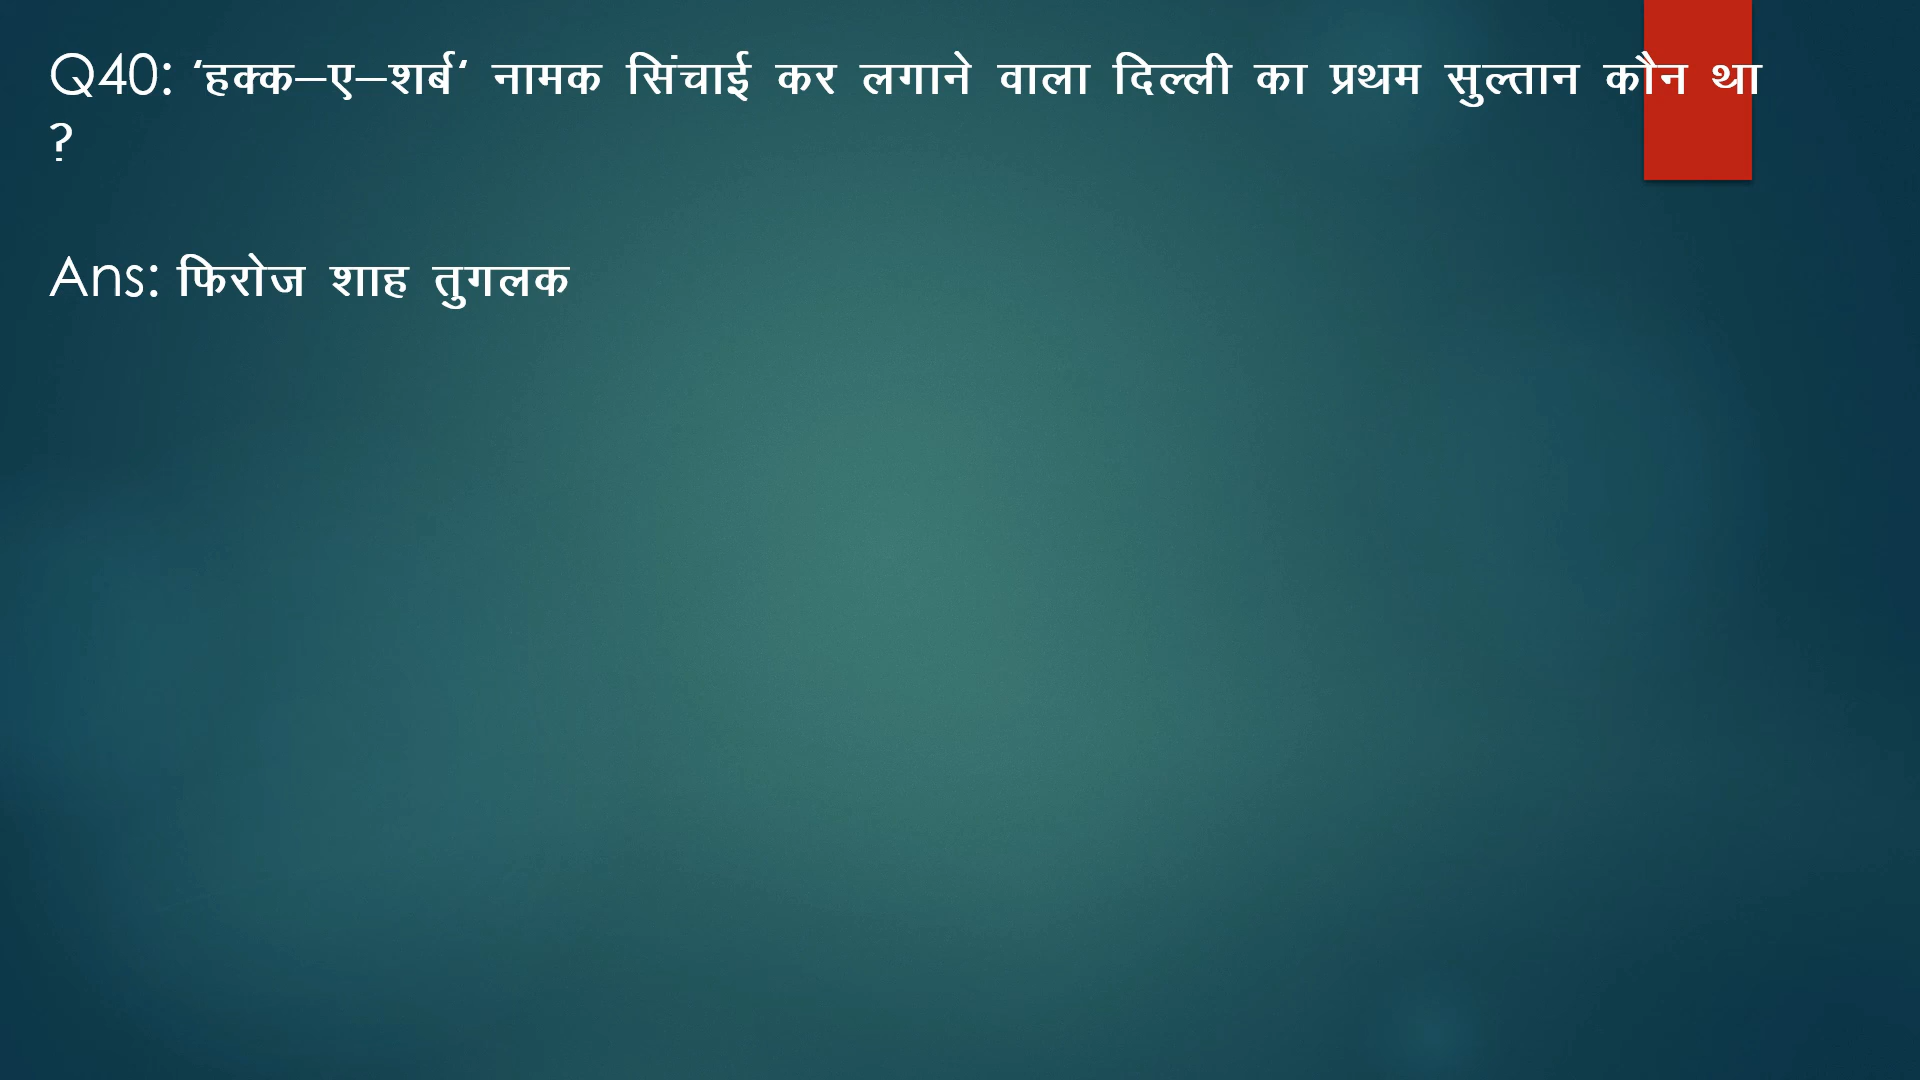 Q40: ‘हक्क–ए–शर्ब‘ नामक सिंचाई कर लगाने वाला दिल्ली का प्रथम सुल्तान कौन था
?
Ans: फिरोज शाह तुगलक